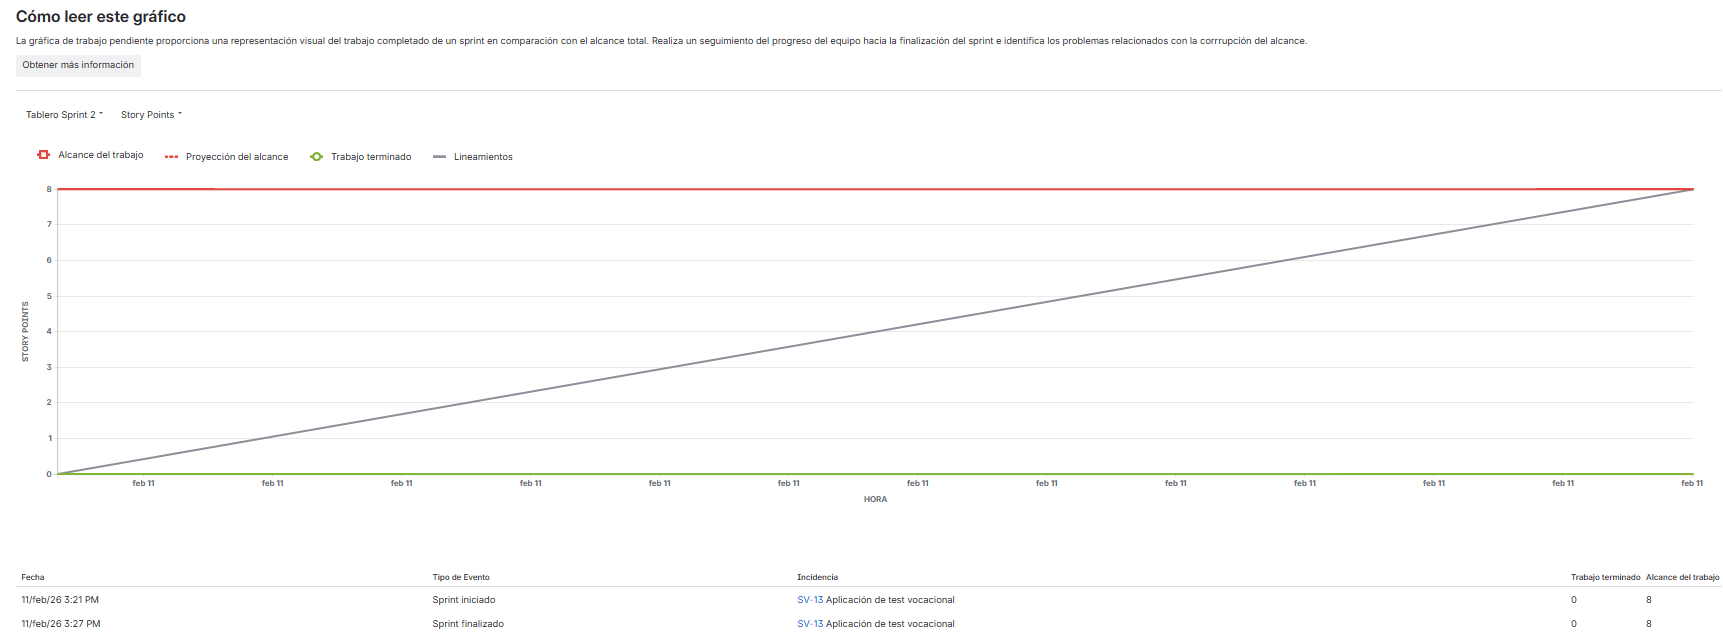 Cómo leer este gráfico
La gráfica de trabajo pendiente proporciona una representación visual del trabajo completado de un sprint en comparación con el alcance total. Realiza un seguimiento del progreso del equipo hacia la finalización del sprint e identifica los problemas relacionados con la corrrupción del alcance.
Obtener más información
Tablero Sprint 2 Story Points
Alcance del trabajo Proyección del alcance Trabajo terminado Lineamientos
8
7
6
5
4
3
2
1
0
STORY POINTS
feb 11 feb 11 feb 11 feb 11 feb 11 feb 11 feb 11 feb 11 feb 11 feb 11 feb 11 feb 11 feb 11
HORA
Fecha Tipo de Evento Incidencia Trabajo terminado Alcance del trabajo
11/feb/26 3:21 PM Sprint iniciado SV-13 Aplicación de test vocacional 0 8
11/feb/26 3:27 PM Sprint finalizado SV-13 Aplicación de test vocacional 0 8